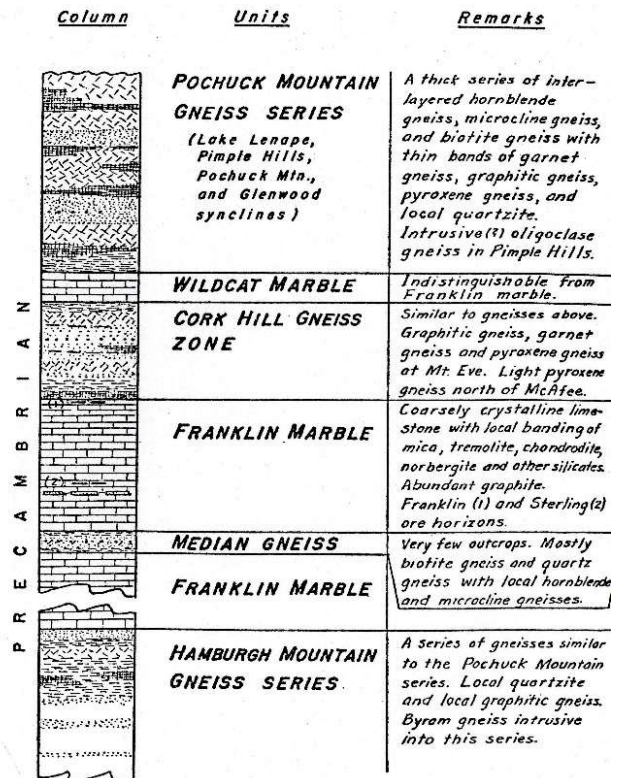 Column Units Remarks
POCHUCK MOUNTAIN
GNEISS SERIES
(Lake Lenape,
Pimple Hills,
Pochuck Mtn.,
and Glenwood
synclines)
A thick series of inter-
layered hornblende
gneiss, microcline gneiss,
and biotite gneiss with
thin bands of garnet
gneiss, graphitic gneiss,
pyroxene gneiss, and
local quartzite.
Intrusive(?) oligoclase
gneiss in Pimple Hills.
WILDCAT MARBLE
Indistinguishable from
Franklin marble.
CORK HILL GNEISS
ZONE
Similar to gneisses above.
Graphitic gneiss, garnet
gneiss and pyroxene gneiss
at Mt. Eve. Light pyroxene
gneiss north of McAfee.
(1)
(2)
FRANKLIN MARBLE
Coarsely crystalline lime-
stone with local banding of
mica, tremolite, chondrodite,
norbergite and other silicates.
Abundant graphite.
Franklin (1) and Sterling (2)
ore horizons.
MEDIAN GNEISS
Very few outcrops. Mostly
biotite gneiss and quartz
gneiss with local hornblende
and microcline gneisses.
FRANKLIN MARBLE
HAMBURGH MOUNTAIN
GNEISS SERIES
A series of gneisses similar
to the Pochuck Mountain
series. Local quartzite
and local graphitic gneiss.
Byram gneiss intrusive
into this series.
PRECAMBRIAN